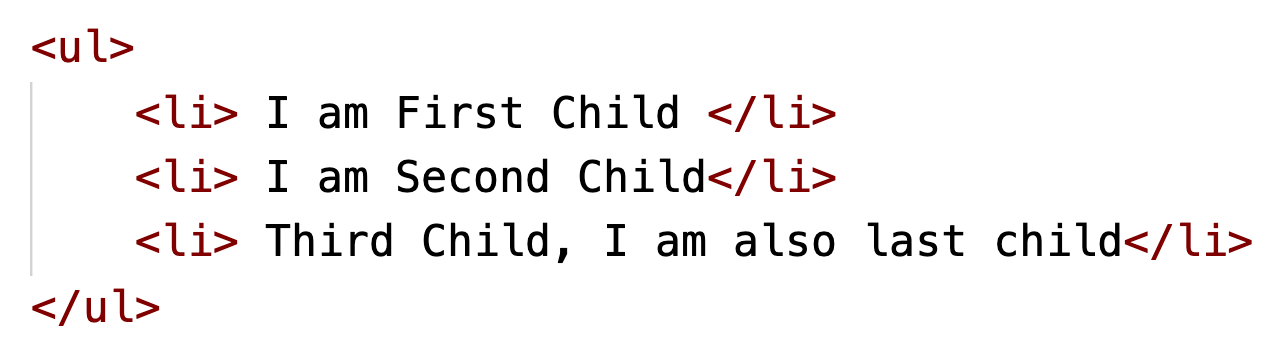 <ul>
<li> I am First Child </li>
<li> I am Second Child</li>
<li> Third Child, I am also last child</li>
</ul>